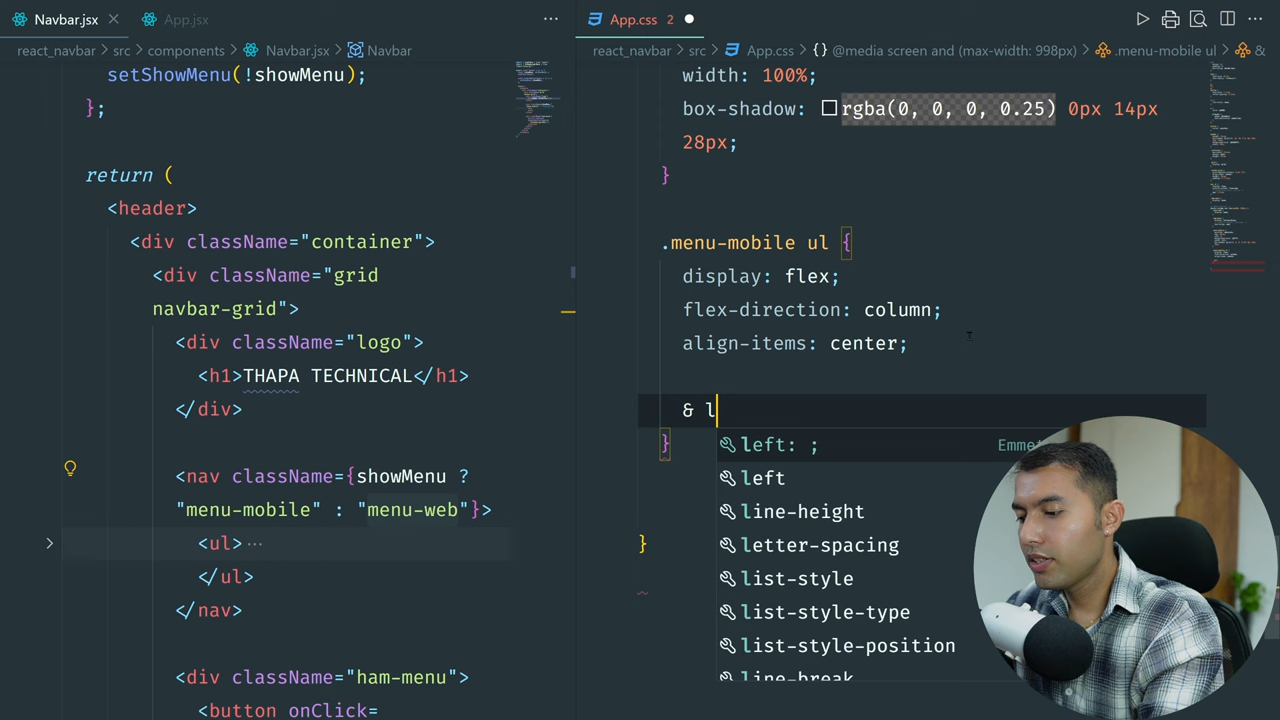 Navbar.jsx
App.jsx
react_navbar > src > components > Navbar.jsx > Navbar
setShowMenu(!showMenu);
};
return (
<header>
<div className="container">
<div className="grid
navbar-grid">
<div className="logo">
<h1>THAPA TECHNICAL</h1>
</div>
<nav className={showMenu ?
"menu-mobile" : "menu-web"}>
<ul>…
</ul>
</nav>
<div className="ham-menu">
<button onClick=
App.css 2
react_navbar > src > App.css > {} @media screen and (max-width: 998px) > .menu-mobile ul > &
width: 100%;
box-shadow: rgba(0, 0, 0, 0.25) 0px 14px
28px;
}
.menu-mobile ul {
display: flex;
flex-direction: column;
align-items: center;
& l
}
left: ;
left
line-height
letter-spacing
list-style
list-style-type
list-style-position
line-break
}